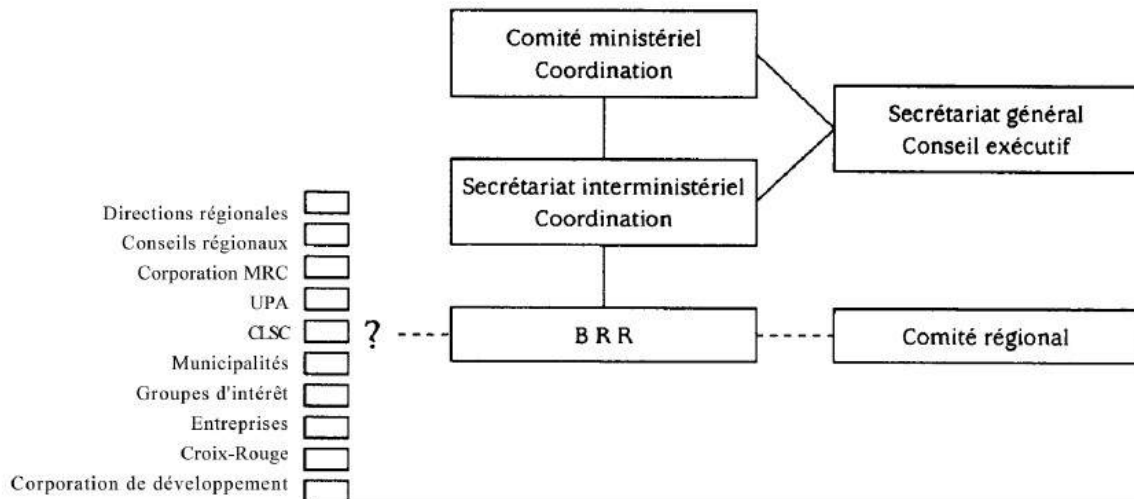 Comité ministériel
Coordination
Secrétariat général
Conseil exécutif
Secrétariat interministériel
Coordination
Directions régionales
Conseils régionaux
Corporation MRC
UPA
CLSC
?
B R R
Comité régional
Municipalités
Groupes d'intérêt
Entreprises
Croix-Rouge
Corporation de développement